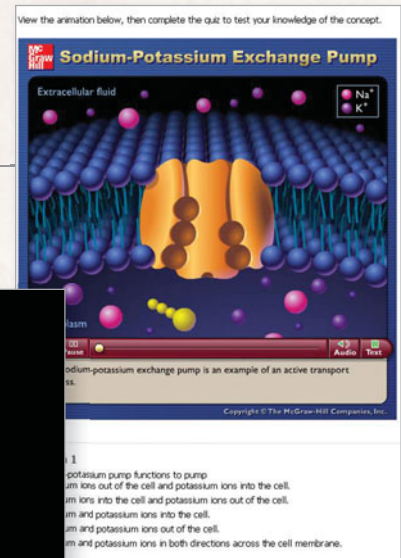 View the animation below, then complete the quiz to test your knowledge of the concept.
Mc
Graw
Hill
Sodium-Potassium Exchange Pump
Extracellular fluid
Na+
K+
lasm
ause
Audio
Text
odium-potassium exchange pump is an example of an active transport
ss.
Copyright © The McGraw-Hill Companies, Inc.
1
-potassium pump functions to pump
um ions out of the cell and potassium ions into the cell.
um ions into the cell and potassium ions out of the cell.
um and potassium ions into the cell.
um and potassium ions out of the cell.
um and potassium ions in both directions across the cell membrane.